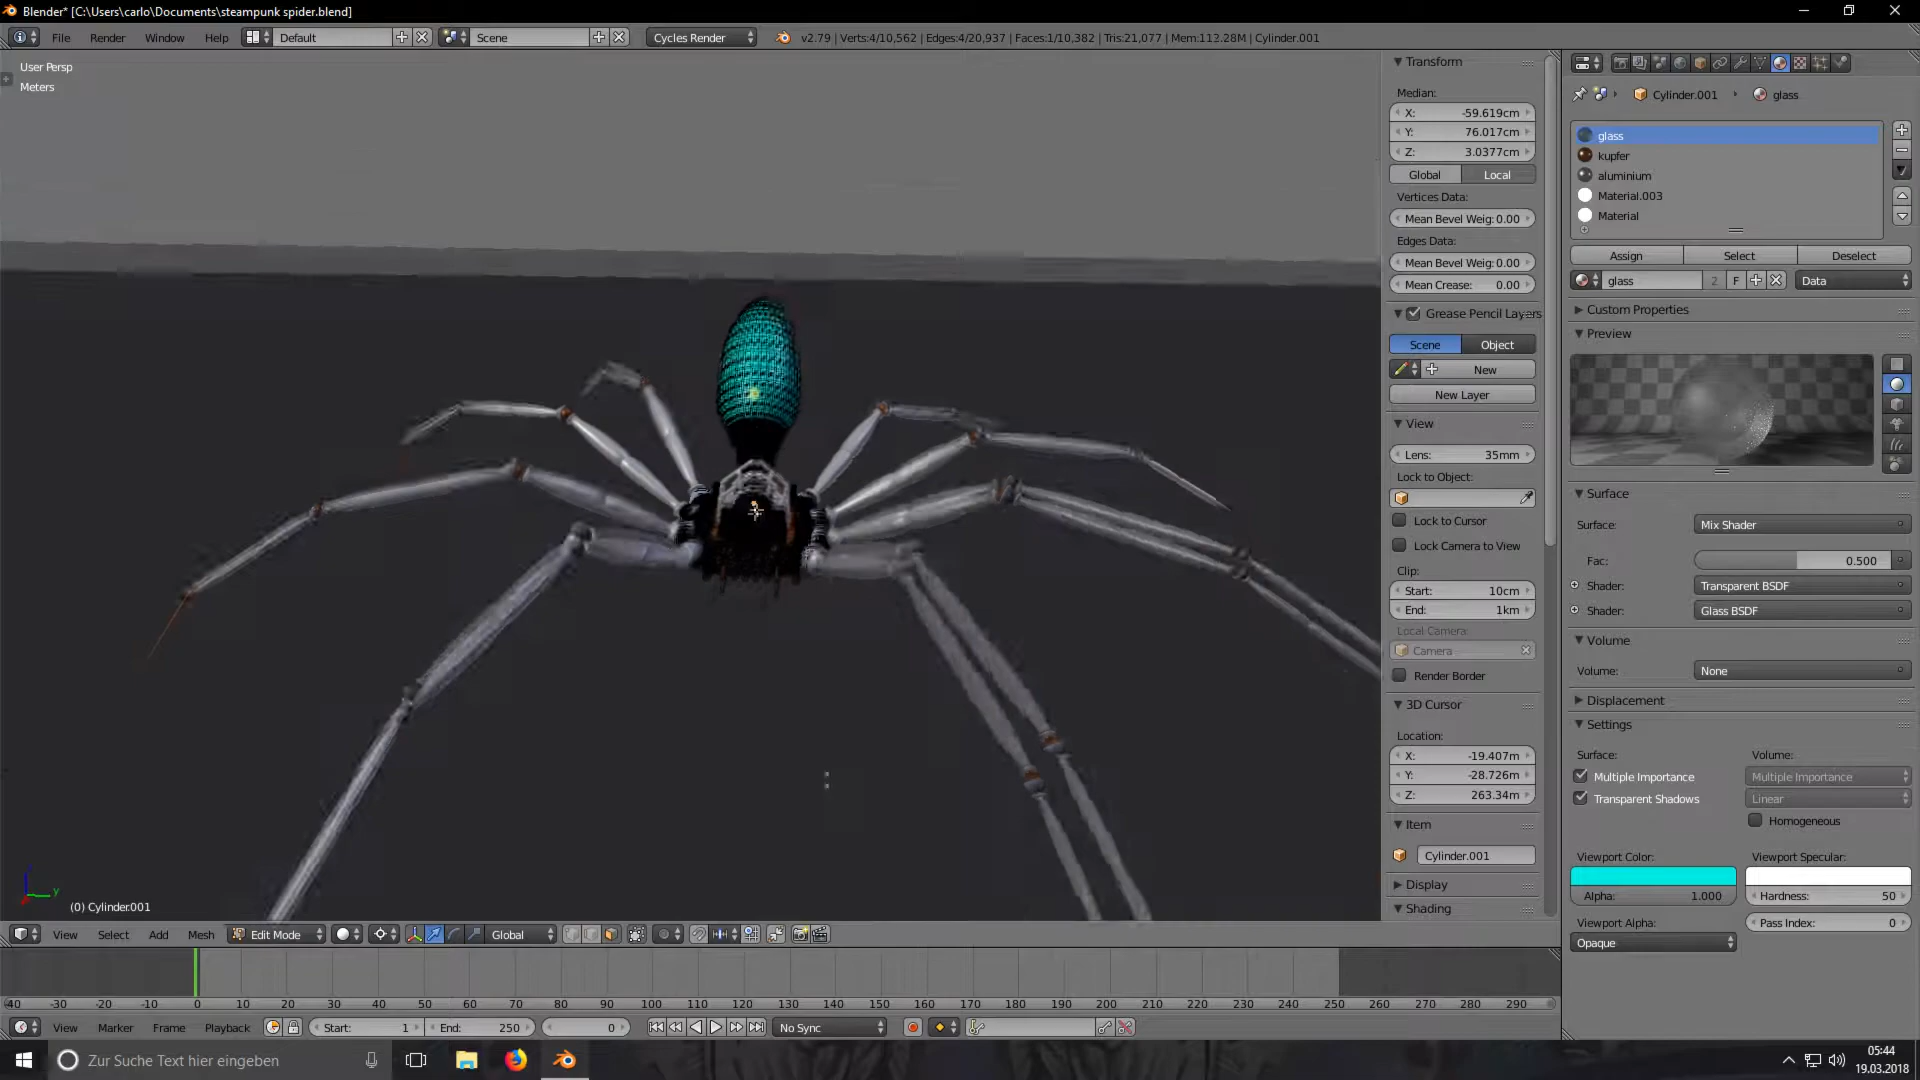 Blender* [C:\Users\carlo\Documents\steampunk spider.blend]
File Render Window Help Default Scene Cycles Render v2.79 | Verts:4/10,562 | Edges:4/20,937 | Faces:1/10,382 | Tris:21,077 | Mem:113.28M | Cylinder.001
User Persp
Meters
(0) Cylinder.001
Transform
Median:
X: -59.619cm
Y: 76.017cm
Z: 3.0377cm
Global Local
Vertices Data:
Mean Bevel Weig: 0.00
Edges Data:
Mean Bevel Weig: 0.00
Mean Crease: 0.00
Grease Pencil Layers
Scene Object
New
New Layer
View
Lens: 35mm
Lock to Object:
Lock to Cursor
Lock Camera to View
Clip:
Start: 10cm
End: 1km
Local Camera:
Camera
Render Border
3D Cursor
Location:
X: -19.407m
Y: -28.726m
Z: 263.34m
Item
Cylinder.001
Display
Shading
Cylinder.001 glass
glass
kupfer
aluminium
Material.003
Material
Assign Select Deselect
glass 2 F Data
Custom Properties
Preview
Surface
Surface: Mix Shader
Fac: 0.500
Shader: Transparent BSDF
Shader: Glass BSDF
Volume
Volume: None
Displacement
Settings
Surface: Volume:
Multiple Importance Multiple Importance
Transparent Shadows Linear
Homogeneous
Viewport Color: Viewport Specular:
Alpha: 1.000 Hardness: 50
Viewport Alpha: Pass Index: 0
Opaque
View Select Add Mesh Edit Mode Global
-40 -30 -20 -10 0 10 20 30 40 50 60 70 80 90 100 110 120 130 140 150 160 170 180 190 200 210 220 230 240 250 260 270 280 290
View Marker Frame Playback Start: 1 End: 250 0 No Sync
Zur Suche Text hier eingeben
05:44
19.03.2018